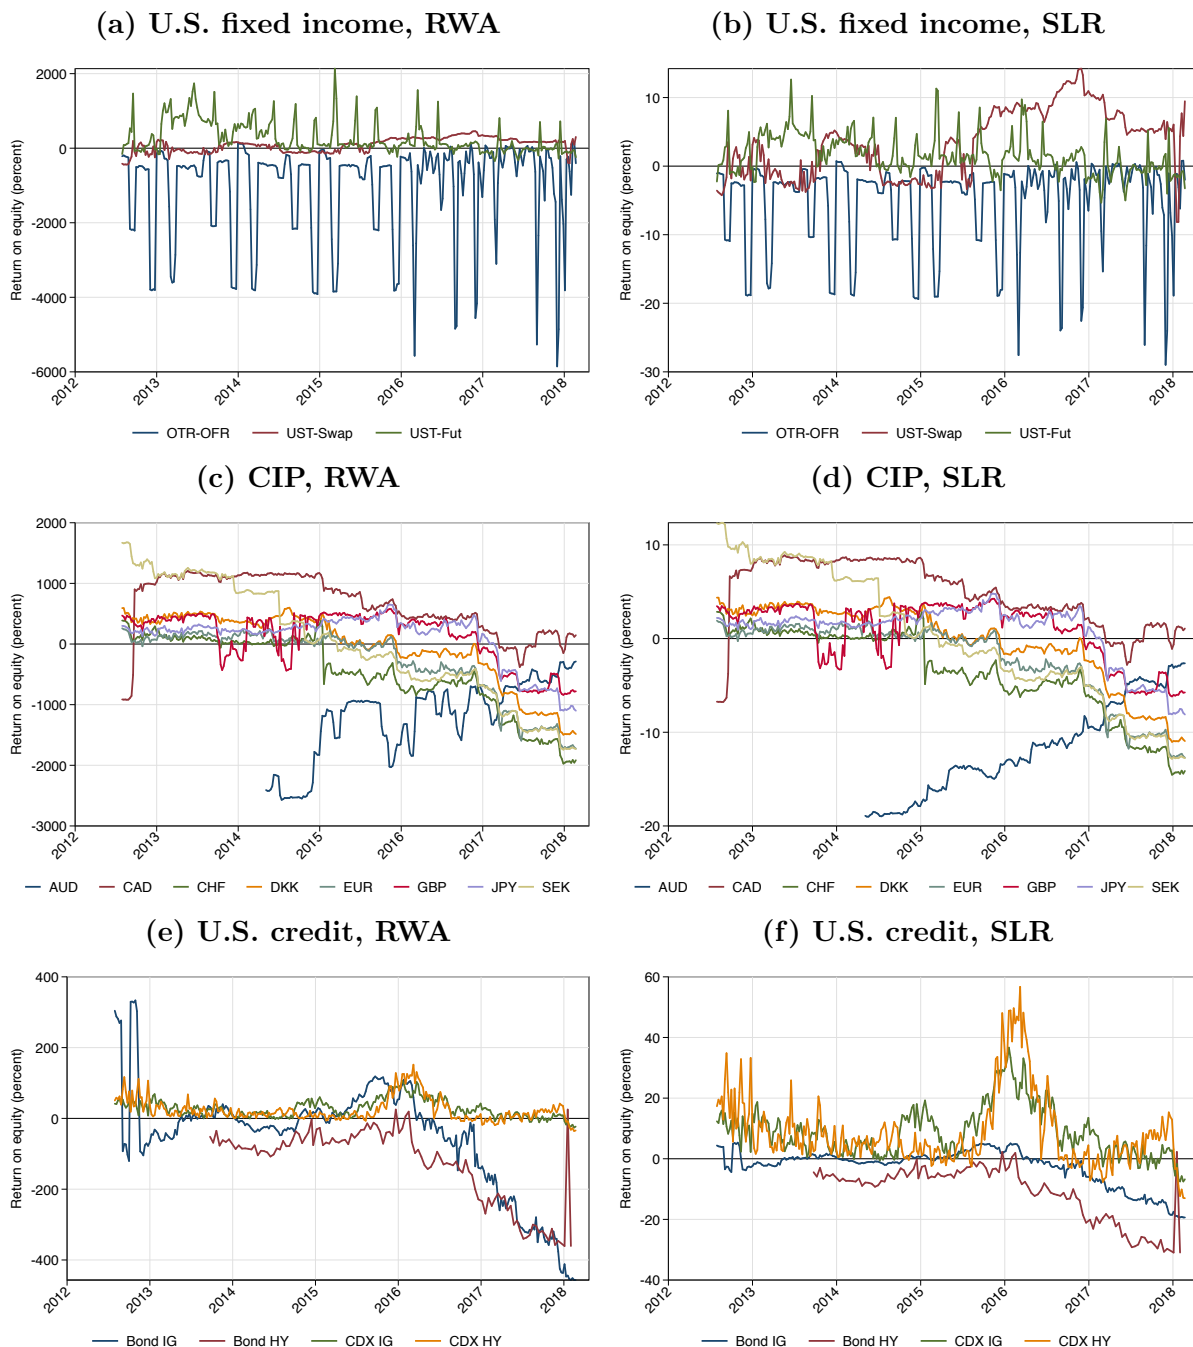 (a) U.S. fixed income, RWA
Return on equity (percent)
2000
0
-2000
-4000
-6000
2012
2013
2014
2015
2016
2017
2018
OTR-OFR
UST-Swap
UST-Fut
(b) U.S. fixed income, SLR
Return on equity (percent)
10
0
-10
-20
-30
2012
2013
2014
2015
2016
2017
2018
OTR-OFR
UST-Swap
UST-Fut
(c) CIP, RWA
Return on equity (percent)
2000
1000
0
-1000
-2000
-3000
2012
2013
2014
2015
2016
2017
2018
AUD
CAD
CHF
DKK
EUR
GBP
JPY
SEK
(d) CIP, SLR
Return on equity (percent)
10
0
-10
-20
2012
2013
2014
2015
2016
2017
2018
AUD
CAD
CHF
DKK
EUR
GBP
JPY
SEK
(e) U.S. credit, RWA
Return on equity (percent)
400
200
0
-200
-400
2012
2013
2014
2015
2016
2017
2018
Bond IG
Bond HY
CDX IG
CDX HY
(f) U.S. credit, SLR
Return on equity (percent)
60
40
20
0
-20
-40
2012
2013
2014
2015
2016
2017
2018
Bond IG
Bond HY
CDX IG
CDX HY